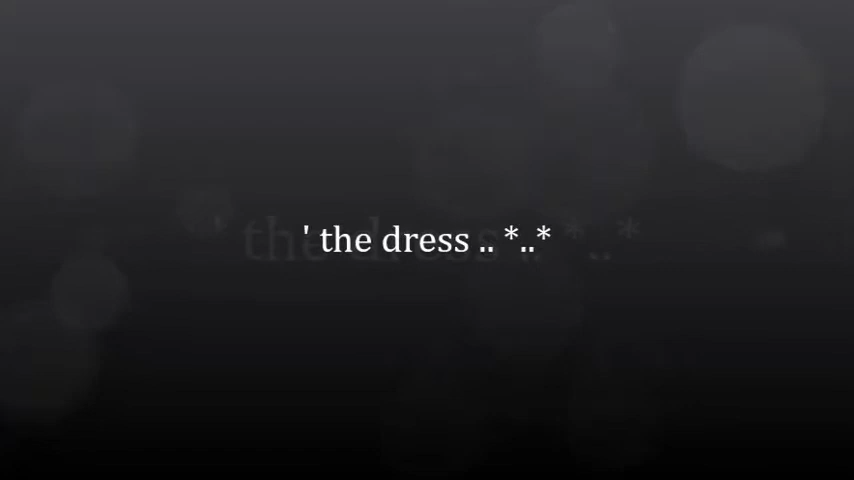 ' the dress .. *..*